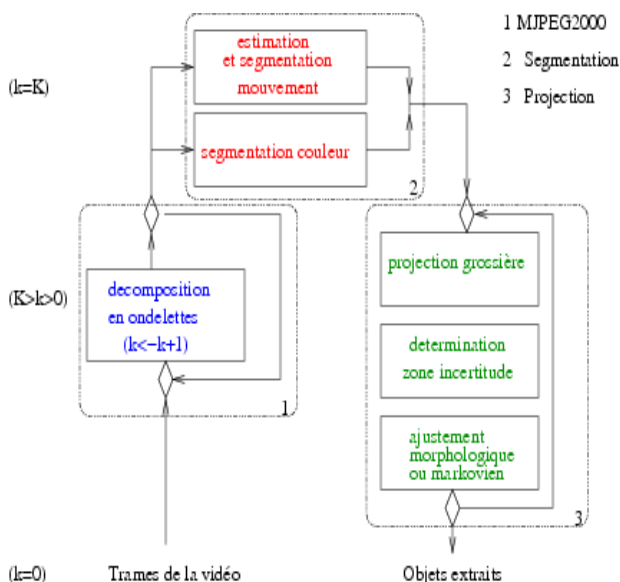 estimation
et segmentation
mouvement
segmentation couleur
2
1 MJPEG2000
2 Segmentation
3 Projection
(k=K)
(K>k>0)
decomposition
en ondelettes
(k<−k+1)
1
projection grossière
determination
zone incertitude
ajustement
morphologique
ou markovien
3
(k=0)
Trames de la vidéo
Objets extraits